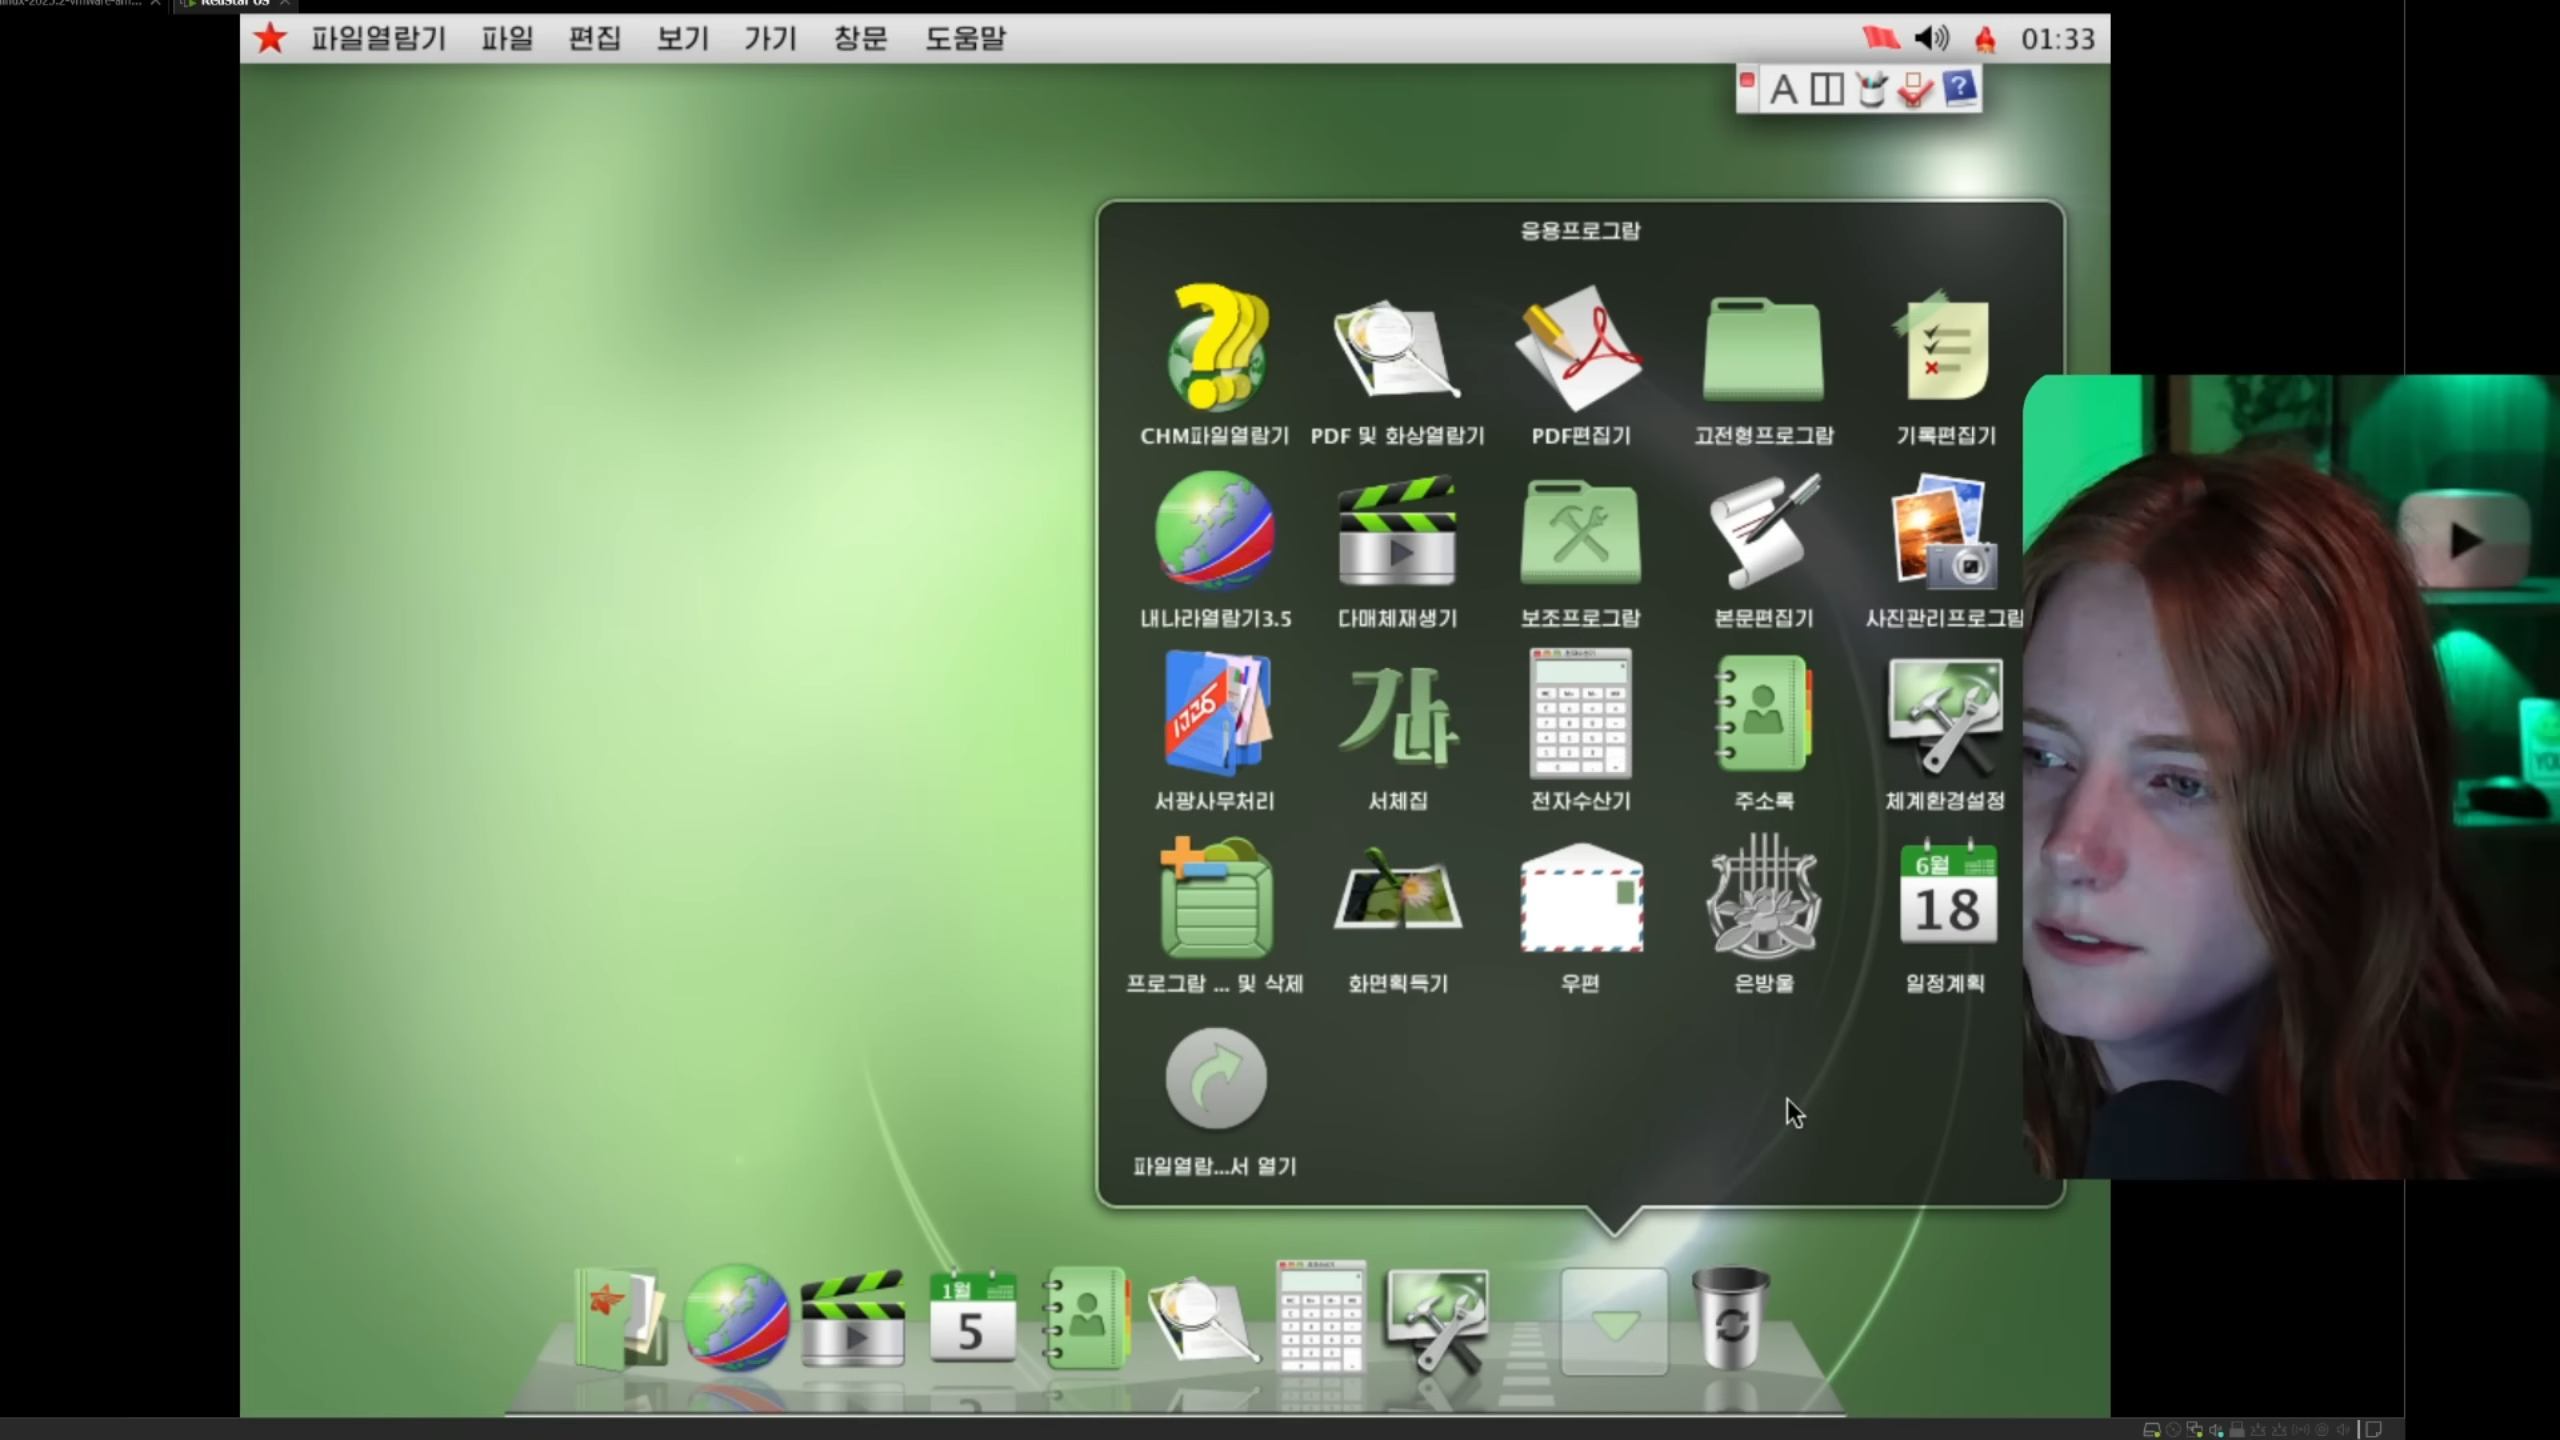 RedStar OS
파일열람기 파일 편집 보기 가기 창문 도움말 01:33
A ?
응용프로그람
CHM파일열람기 PDF 및 화상열람기 PDF편집기 고전형프로그람 기록편집기
내나라열람기3.5 다매체재생기 보조프로그람 본문편집기 사진관리프로그람
서광사무처리 서체집 전자수산기 주소록 체계환경설정
6월
18
프로그람 ... 및 삭제 화면획득기 우편 은방울 일정계획
파일열람...서 열기
1월
5